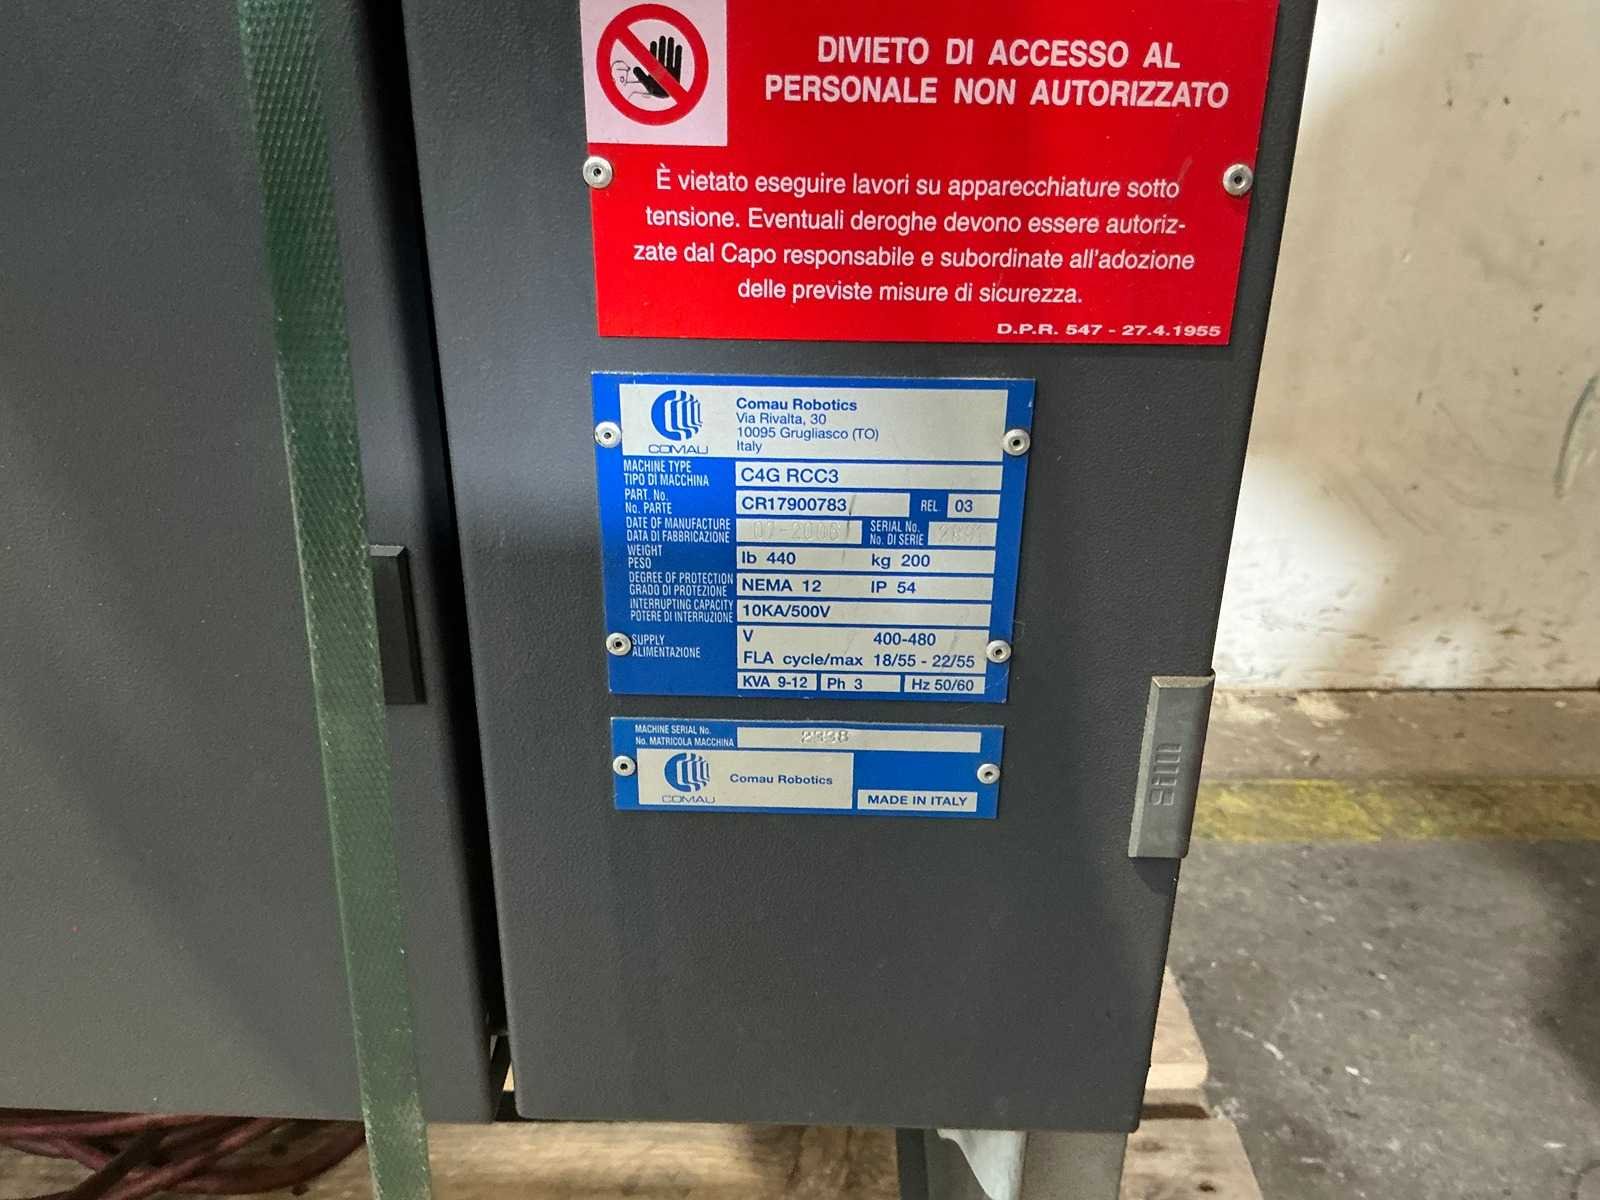 DIVIETO DI ACCESSO AL
PERSONALE NON AUTORIZZATO
È vietato eseguire lavori su apparecchiature sotto
tensione. Eventuali deroghe devono essere autoriz-
zate dal Capo responsabile e subordinate all'adozione
delle previste misure di sicurezza.
D.P.R. 547 - 27.4.1955
COMAU
Comau Robotics
Via Rivalta, 30
10095 Grugliasco (TO)
Italy
MACHINE TYPE
TIPO DI MACCHINA
C4G RCC3
PART. No.
No. PARTE
CR17900783
REL. 03
DATE OF MANUFACTURE
DATA DI FABBRICAZIONE
07-2006
SERIAL No.
No. DI SERIE
WEIGHT
PESO
lb 440 kg 200
DEGREE OF PROTECTION
GRADO DI PROTEZIONE
NEMA 12 IP 54
INTERRUPTING CAPACITY
POTERE DI INTERRUZIONE
10KA/500V
SUPPLY
ALIMENTAZIONE
V 400-480
FLA cycle/max 18/55 - 22/55
KVA 9-12 Ph 3 Hz 50/60
MACHINE SERIAL No.
No. MATRICOLA MACCHINA
2338
COMAU
Comau Robotics
MADE IN ITALY